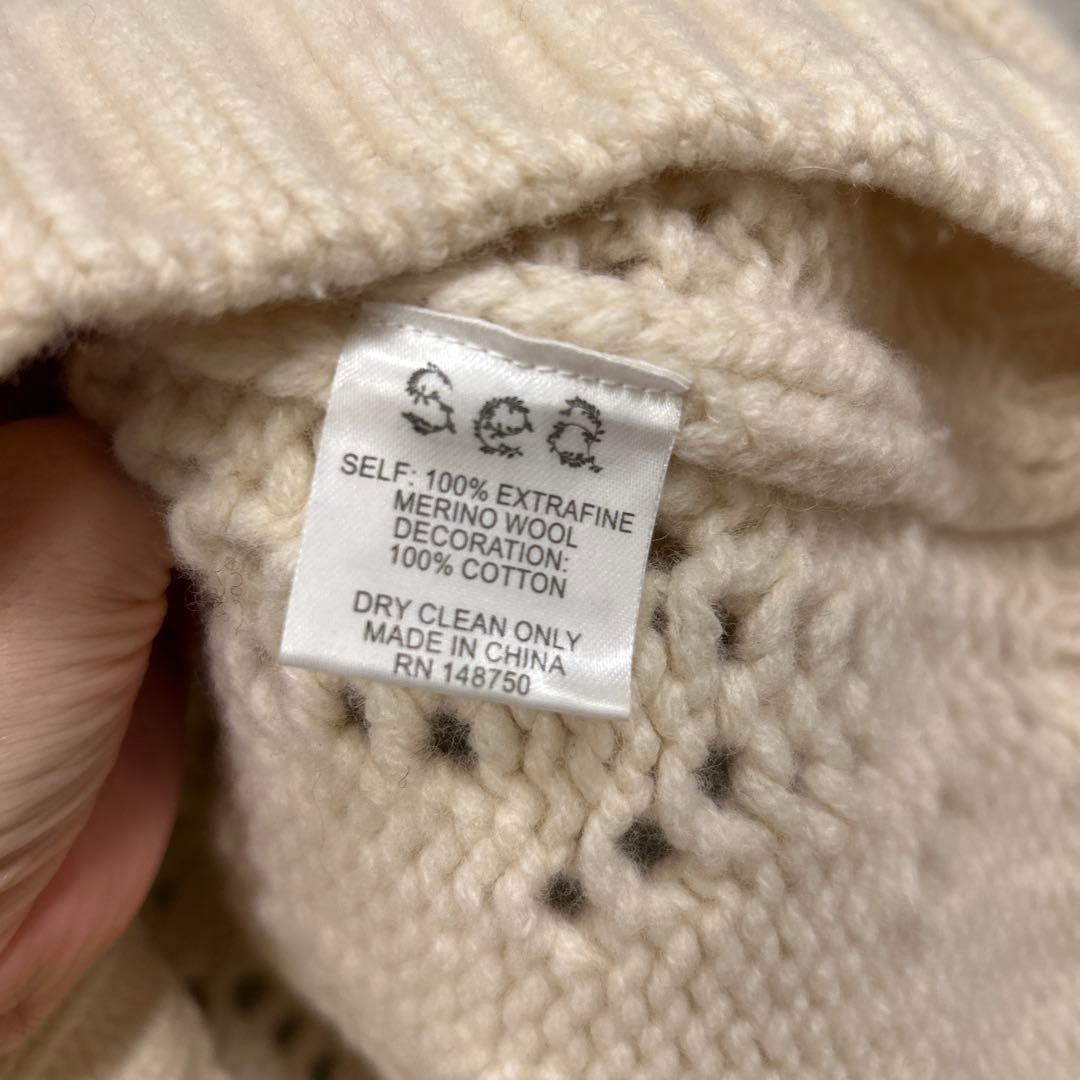 Sea
SELF: 100% EXTRAFINE
MERINO WOOL
DECORATION:
100% COTTON
DRY CLEAN ONLY
MADE IN CHINA
RN 148750